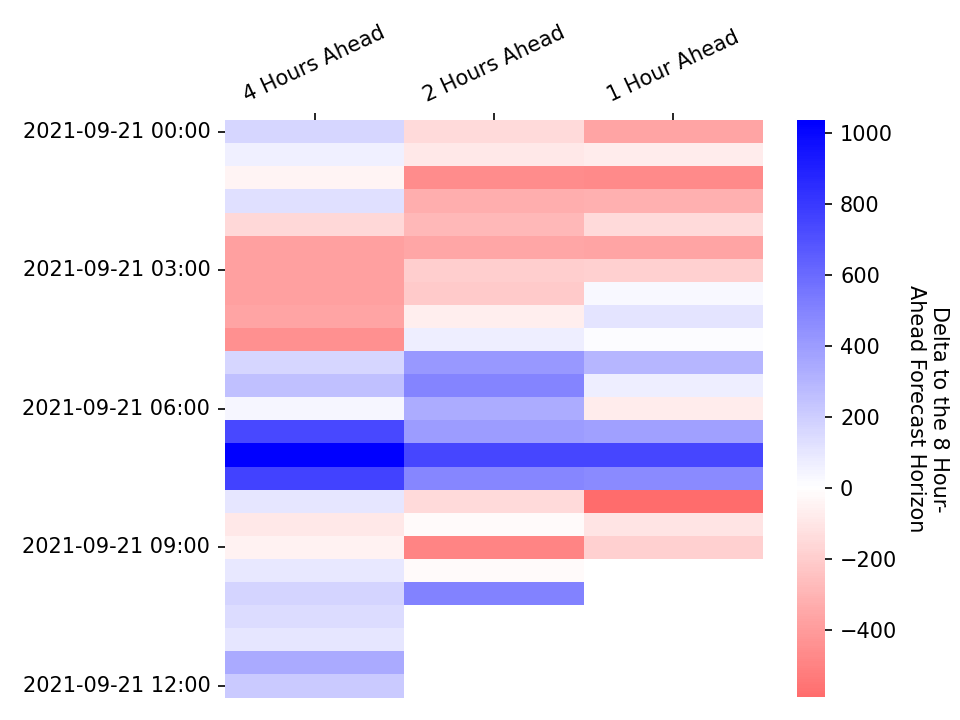 4 Hours Ahead
2 Hours Ahead
1 Hour Ahead
2021-09-21 00:00
2021-09-21 03:00
2021-09-21 06:00
2021-09-21 09:00
2021-09-21 12:00
1000
800
600
400
200
0
−200
−400
Delta to the 8 Hour-
Ahead Forecast Horizon